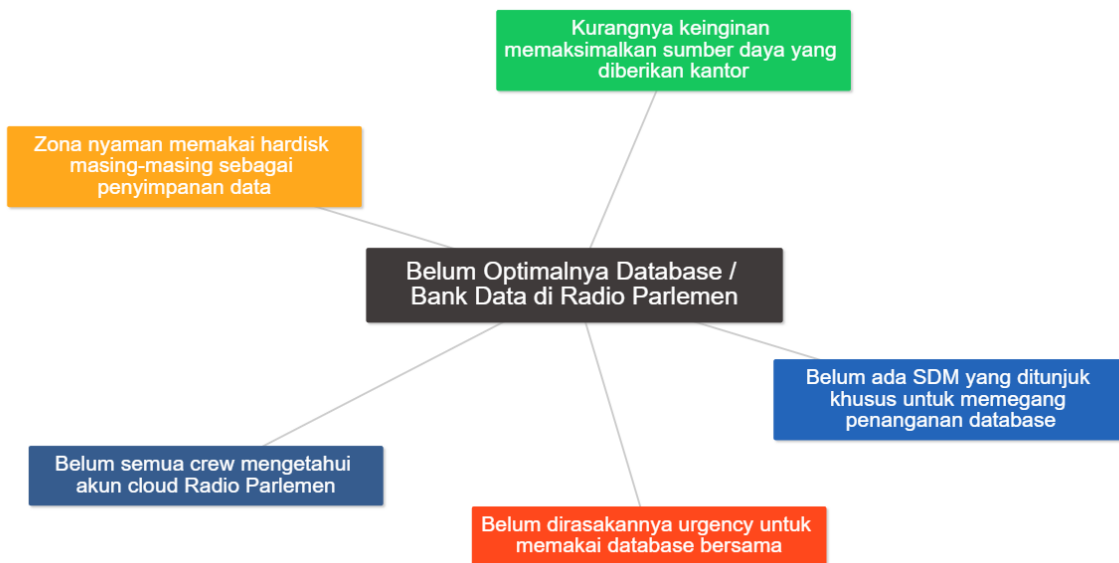 Kurangnya keinginan
memaksimalkan sumber daya yang
diberikan kantor
Zona nyaman memakai hardisk
masing-masing sebagai
penyimpanan data
Belum Optimalnya Database /
Bank Data di Radio Parlemen
Belum ada SDM yang ditunjuk
khusus untuk memegang
penanganan database
Belum semua crew mengetahui
akun cloud Radio Parlemen
Belum dirasakannya urgency untuk
memakai database bersama